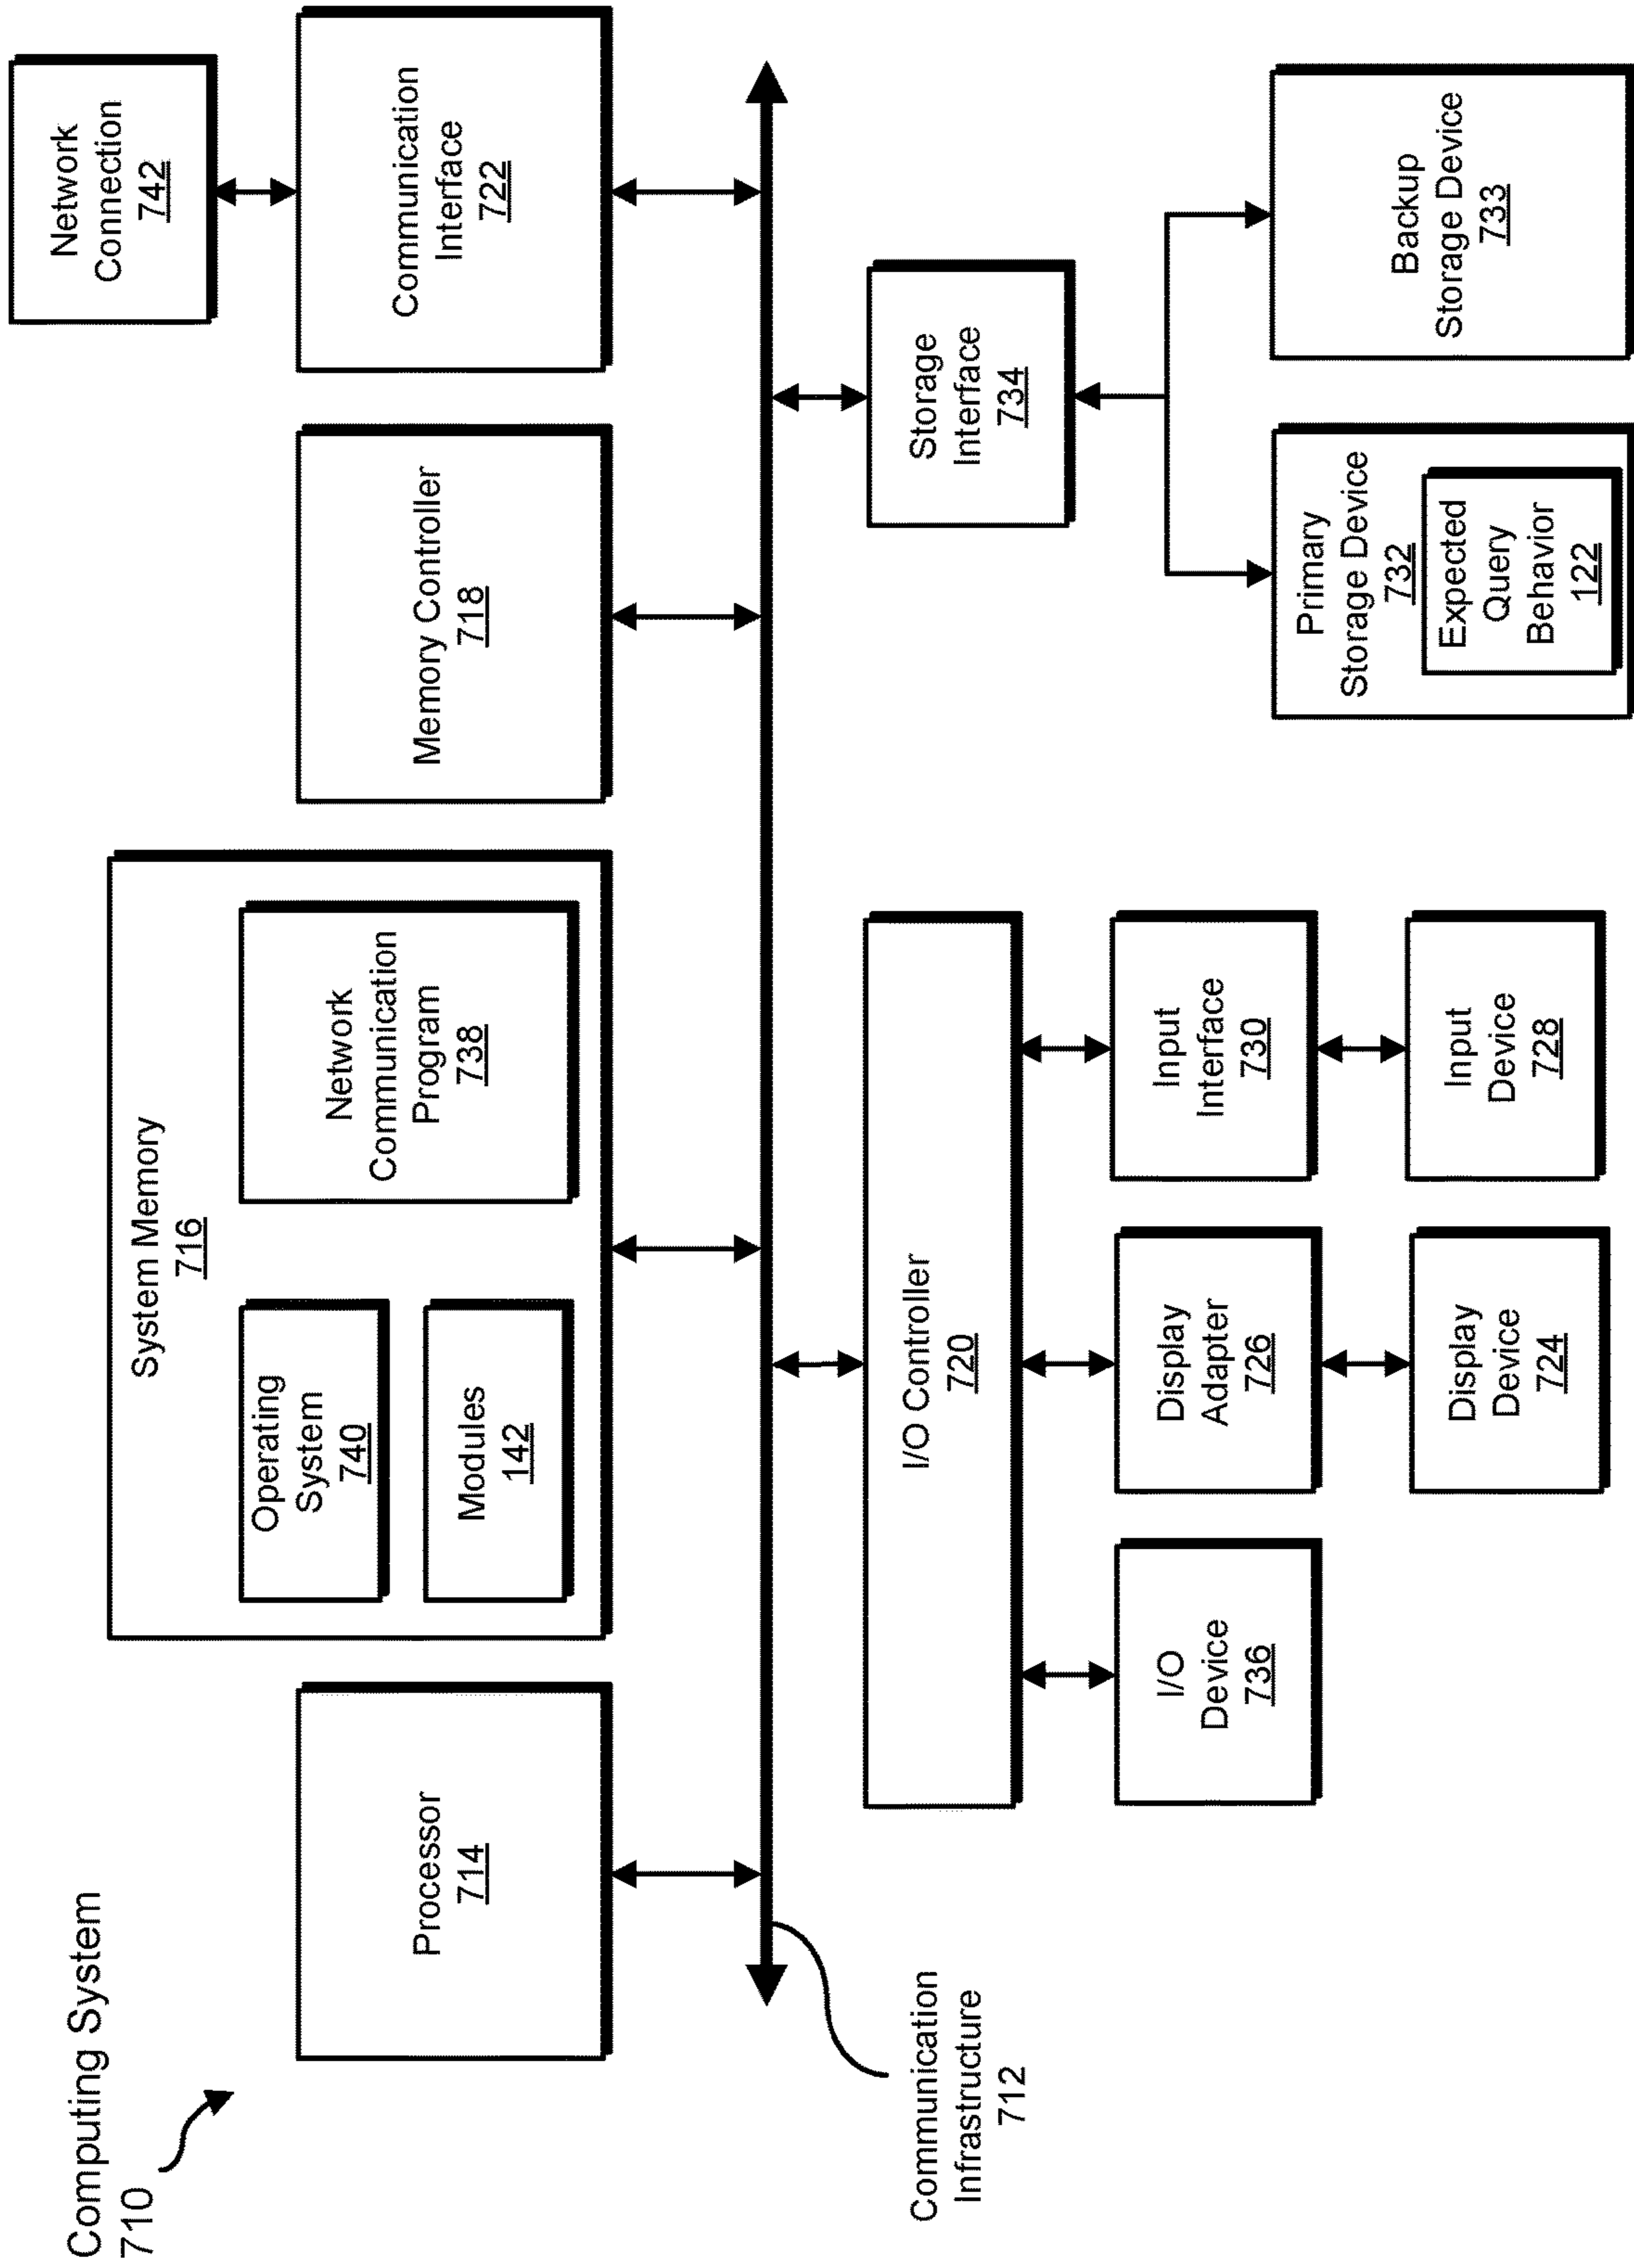 Computing System
710
Processor
714
System Memory
716
Operating
System
740
Modules
142
Network
Communication
Program
738
Memory Controller
718
Communication
Interface
722
Network
Connection
742
Communication
Infrastructure
712
I/O Controller
720
I/O
Device
736
Display
Adapter
726
Display
Device
724
Input
Interface
730
Input
Device
728
Storage
Interface
734
Primary
Storage Device
732
Expected
Query
Behavior
122
Backup
Storage Device
733